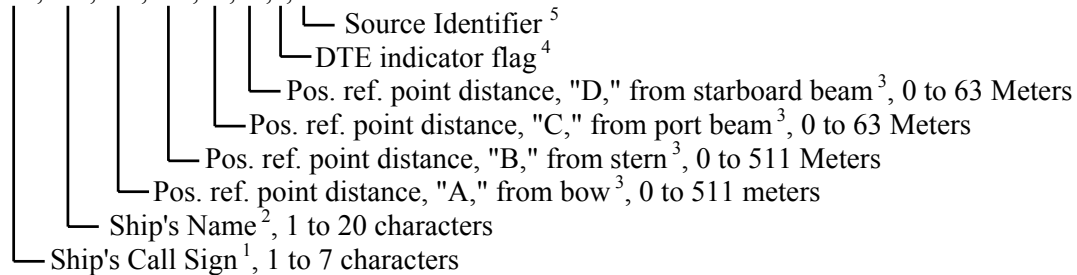 Source Identifier 5
DTE indicator flag 4
Pos. ref. point distance, "D," from starboard beam 3, 0 to 63 Meters
Pos. ref. point distance, "C," from port beam 3, 0 to 63 Meters
Pos. ref. point distance, "B," from stern 3, 0 to 511 Meters
Pos. ref. point distance, "A," from bow 3, 0 to 511 meters
Ship's Name 2, 1 to 20 characters
Ship's Call Sign 1, 1 to 7 characters